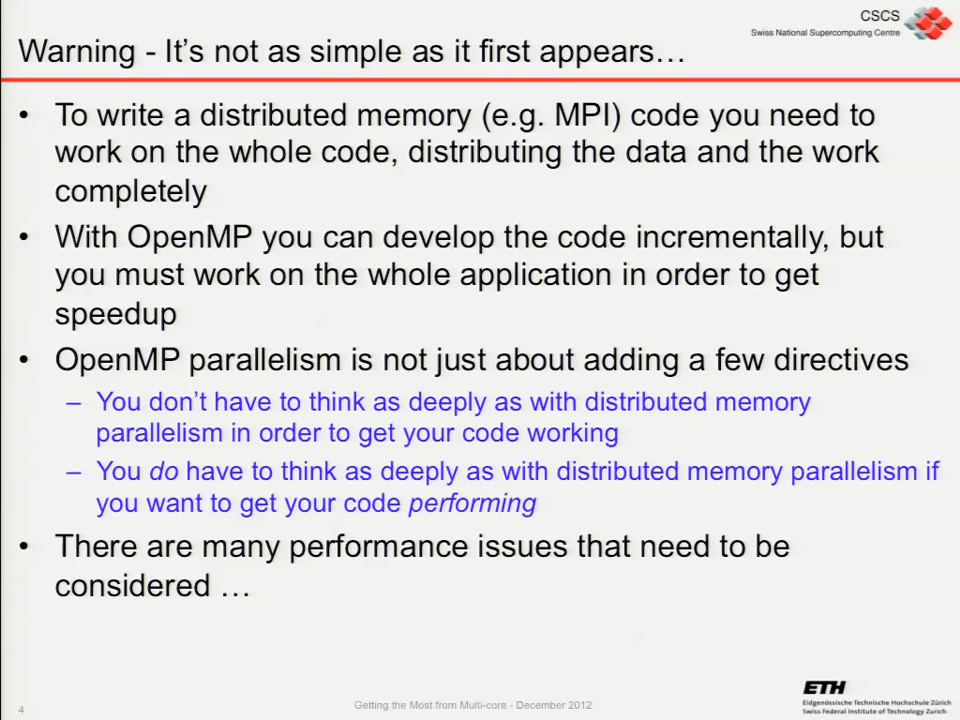 CSCS
Swiss National Supercomputing Centre
Warning - It's not as simple as it first appears…
• To write a distributed memory (e.g. MPI) code you need to
work on the whole code, distributing the data and the work
completely
• With OpenMP you can develop the code incrementally, but
you must work on the whole application in order to get
speedup
• OpenMP parallelism is not just about adding a few directives
– You don't have to think as deeply as with distributed memory
parallelism in order to get your code working
– You do have to think as deeply as with distributed memory parallelism if
you want to get your code performing
• There are many performance issues that need to be
considered …
4
Getting the Most from Multi-core - December 2012
ETH
Eidgenössische Technische Hochschule Zürich
Swiss Federal Institute of Technology Zurich